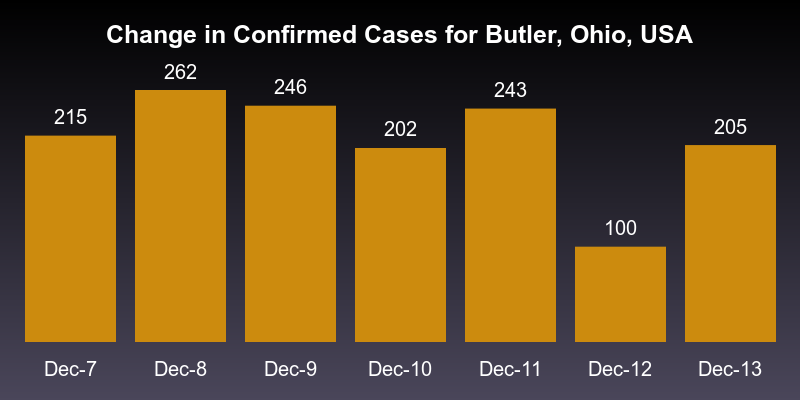 Change in Confirmed Cases for Butler, Ohio, USA
215
262
246
202
243
100
205
Dec-7
Dec-8
Dec-9
Dec-10
Dec-11
Dec-12
Dec-13